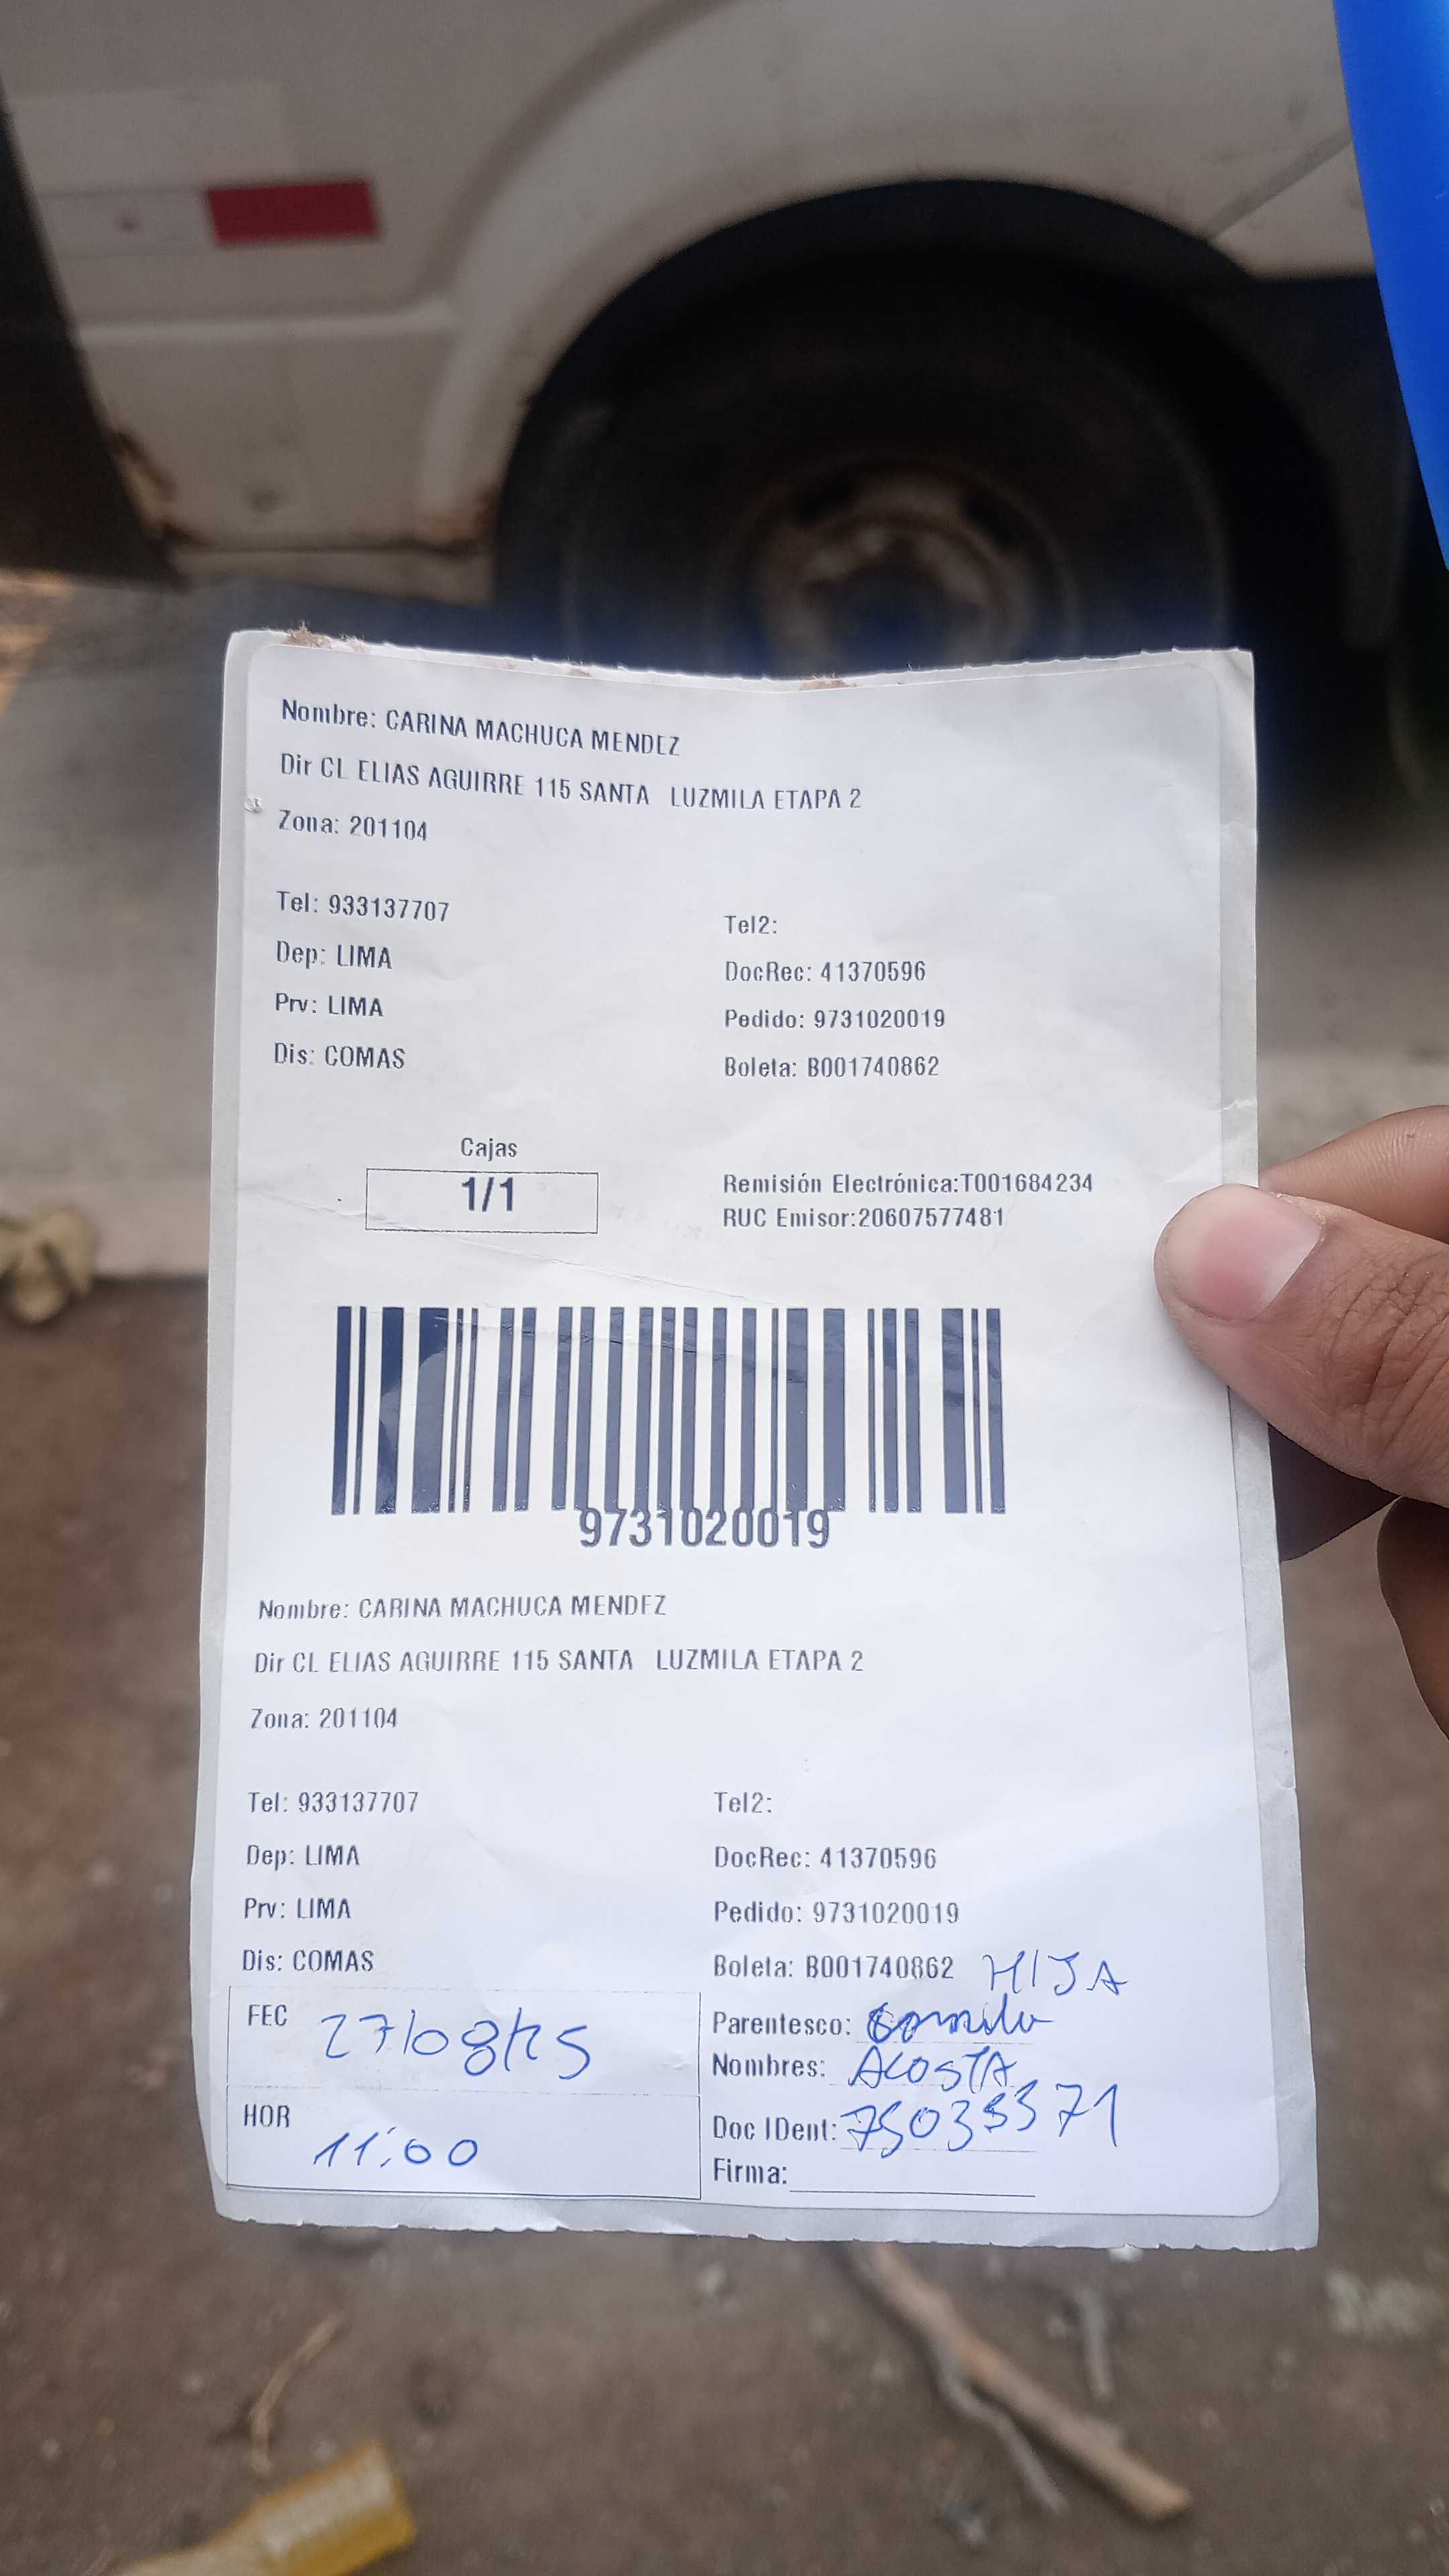 Nombre: CARINA MACHUCA MENDEZ
Dir CL ELIAS AGUIRRE 115 SANTA LUZMILA ETAPA 2
Zona: 201104
Tel: 933137707
Tel2:
Dep: LIMA
DocRec: 41370596
Prv: LIMA
Pedido: 9731020019
Dis: COMAS
Boleta: B001740862
Cajas
1/1
Remisión Electrónica:T001684234
RUC Emisor:20607577481
9731020019
Nombre: CARINA MACHUCA MENDEZ
Dir CL ELIAS AGUIRRE 115 SANTA LUZMILA ETAPA 2
Zona: 201104
Tel: 933137707
Tel2:
Dep: LIMA
DocRec: 41370596
Prv: LIMA
Pedido: 9731020019
Dis: COMAS
Boleta: B001740862 HIJA
FEC 27/08/25
Parentesco:
Nombres: ACOSTA
HOR 11:00
Doc IDent:
Firma: